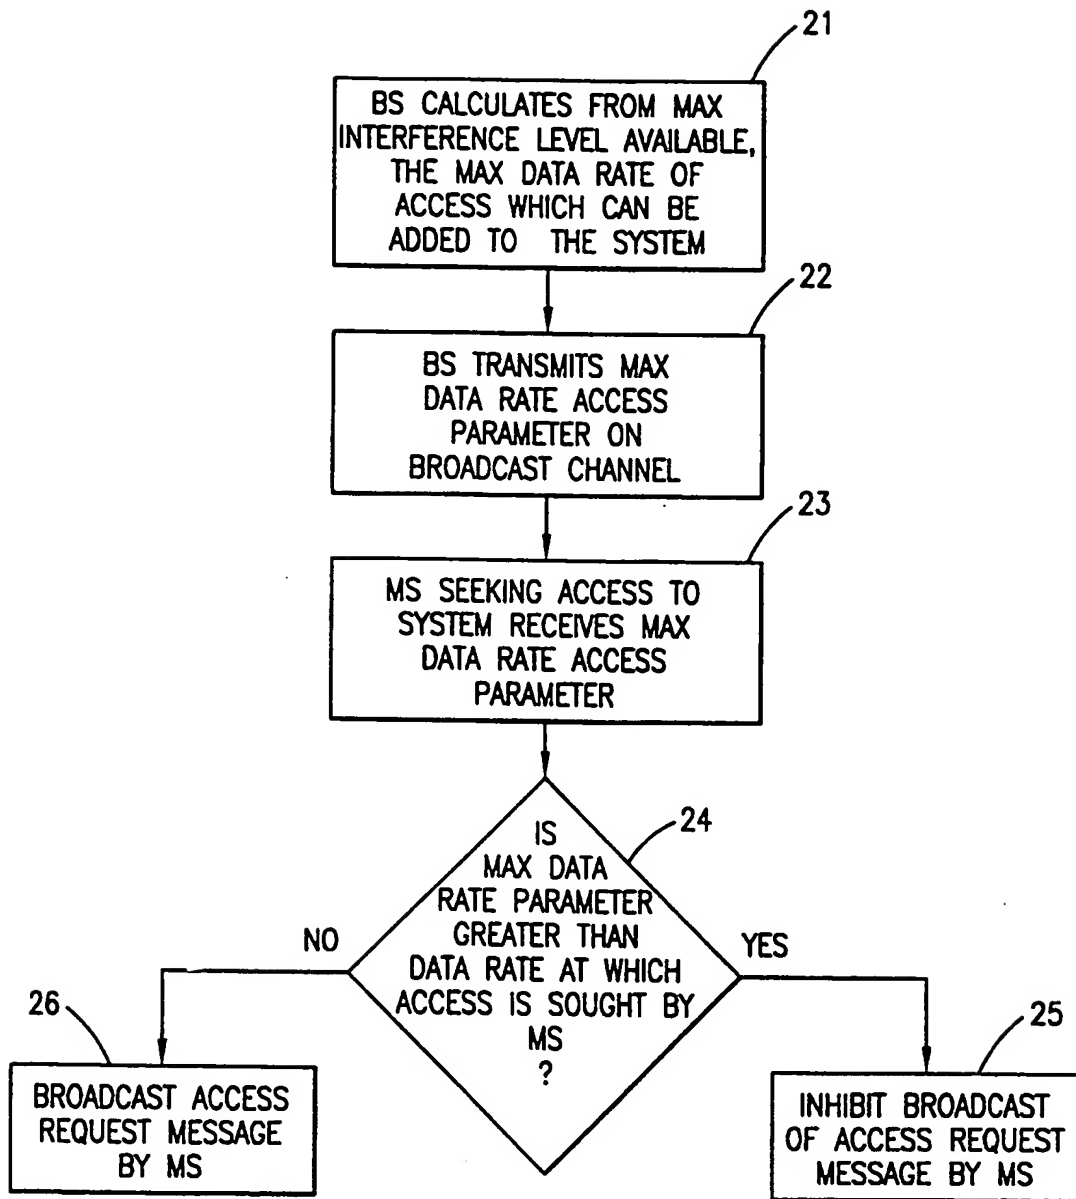 21
BS CALCULATES FROM MAX
INTERFERENCE LEVEL AVAILABLE,
THE MAX DATA RATE OF
ACCESS WHICH CAN BE
ADDED TO THE SYSTEM
22
BS TRANSMITS MAX
DATA RATE ACCESS
PARAMETER ON
BROADCAST CHANNEL
23
MS SEEKING ACCESS TO
SYSTEM RECEIVES MAX
DATA RATE ACCESS
PARAMETER
24
IS
MAX DATA
RATE PARAMETER
GREATER THAN
DATA RATE AT WHICH
ACCESS IS SOUGHT BY
MS
?
NO
YES
26
BROADCAST ACCESS
REQUEST MESSAGE
BY MS
25
INHIBIT BROADCAST
OF ACCESS REQUEST
MESSAGE BY MS